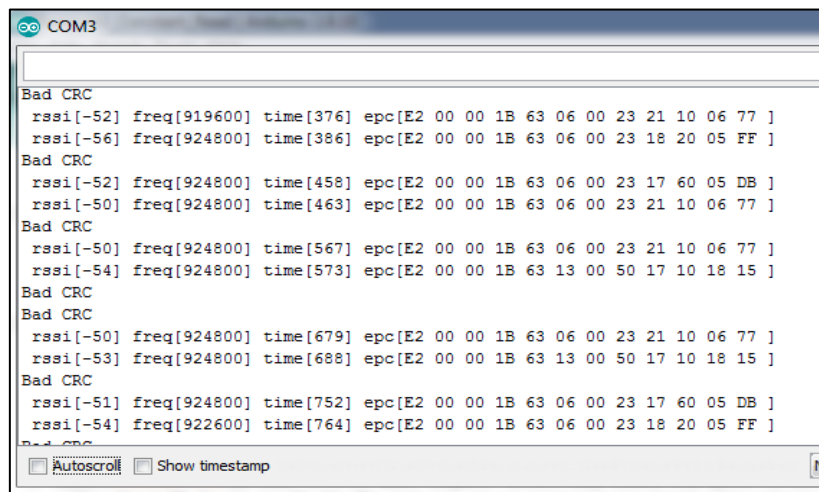 COM3
Bad CRC
rssi[-52] freq[919600] time[376] epc[E2 00 00 1B 63 06 00 23 21 10 06 77 ]
rssi[-56] freq[924800] time[386] epc[E2 00 00 1B 63 06 00 23 18 20 05 FF ]
Bad CRC
rssi[-52] freq[924800] time[458] epc[E2 00 00 1B 63 06 00 23 17 60 05 DB ]
rssi[-50] freq[924800] time[463] epc[E2 00 00 1B 63 06 00 23 21 10 06 77 ]
Bad CRC
rssi[-50] freq[924800] time[567] epc[E2 00 00 1B 63 06 00 23 21 10 06 77 ]
rssi[-54] freq[924800] time[573] epc[E2 00 00 1B 63 13 00 50 17 10 18 15 ]
Bad CRC
Bad CRC
rssi[-50] freq[924800] time[679] epc[E2 00 00 1B 63 06 00 23 21 10 06 77 ]
rssi[-53] freq[924800] time[688] epc[E2 00 00 1B 63 13 00 50 17 10 18 15 ]
Bad CRC
rssi[-51] freq[924800] time[752] epc[E2 00 00 1B 63 06 00 23 17 60 05 DB ]
rssi[-54] freq[922600] time[764] epc[E2 00 00 1B 63 06 00 23 18 20 05 FF ]
Bad CRC
Autoscroll Show timestamp